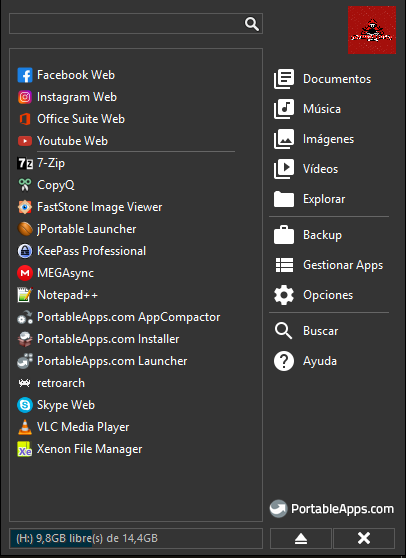 Facebook Web
Instagram Web
Office Suite Web
Youtube Web
7-Zip
CopyQ
FastStone Image Viewer
jPortable Launcher
KeePass Professional
MEGAsync
Notepad++
PortableApps.com AppCompactor
PortableApps.com Installer
PortableApps.com Launcher
retroarch
Skype Web
VLC Media Player
Xenon File Manager
(H:) 9,8GB libre(s) de 14,4GB
Documentos
Música
Imágenes
Vídeos
Explorar
Backup
Gestionar Apps
Opciones
Buscar
Ayuda
PortableApps.com